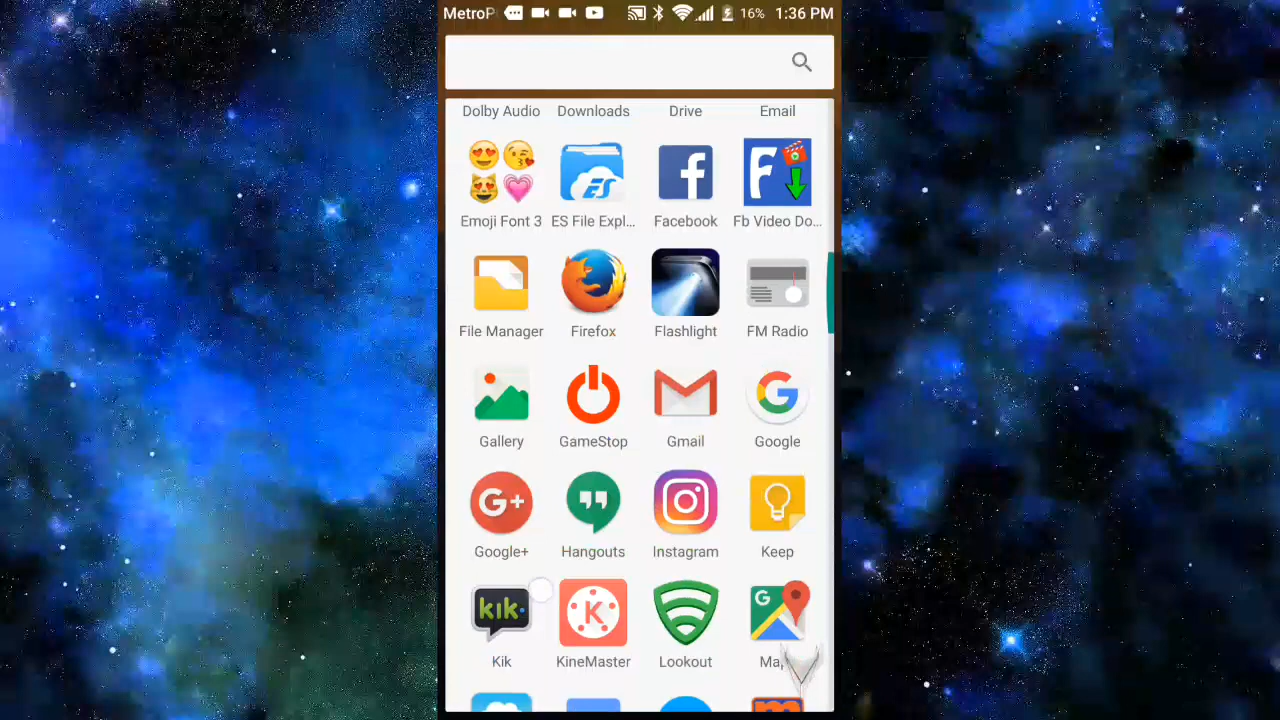 MetroP 16% 1:36 PM
Dolby Audio Downloads Drive Email
ES
Emoji Font 3 ES File Expl... Facebook Fb Video Do...
File Manager Firefox Flashlight FM Radio
Gallery GameStop Gmail Google
G+
Google+ Hangouts Instagram Keep
kik. K G
Kik KineMaster Lookout Ma